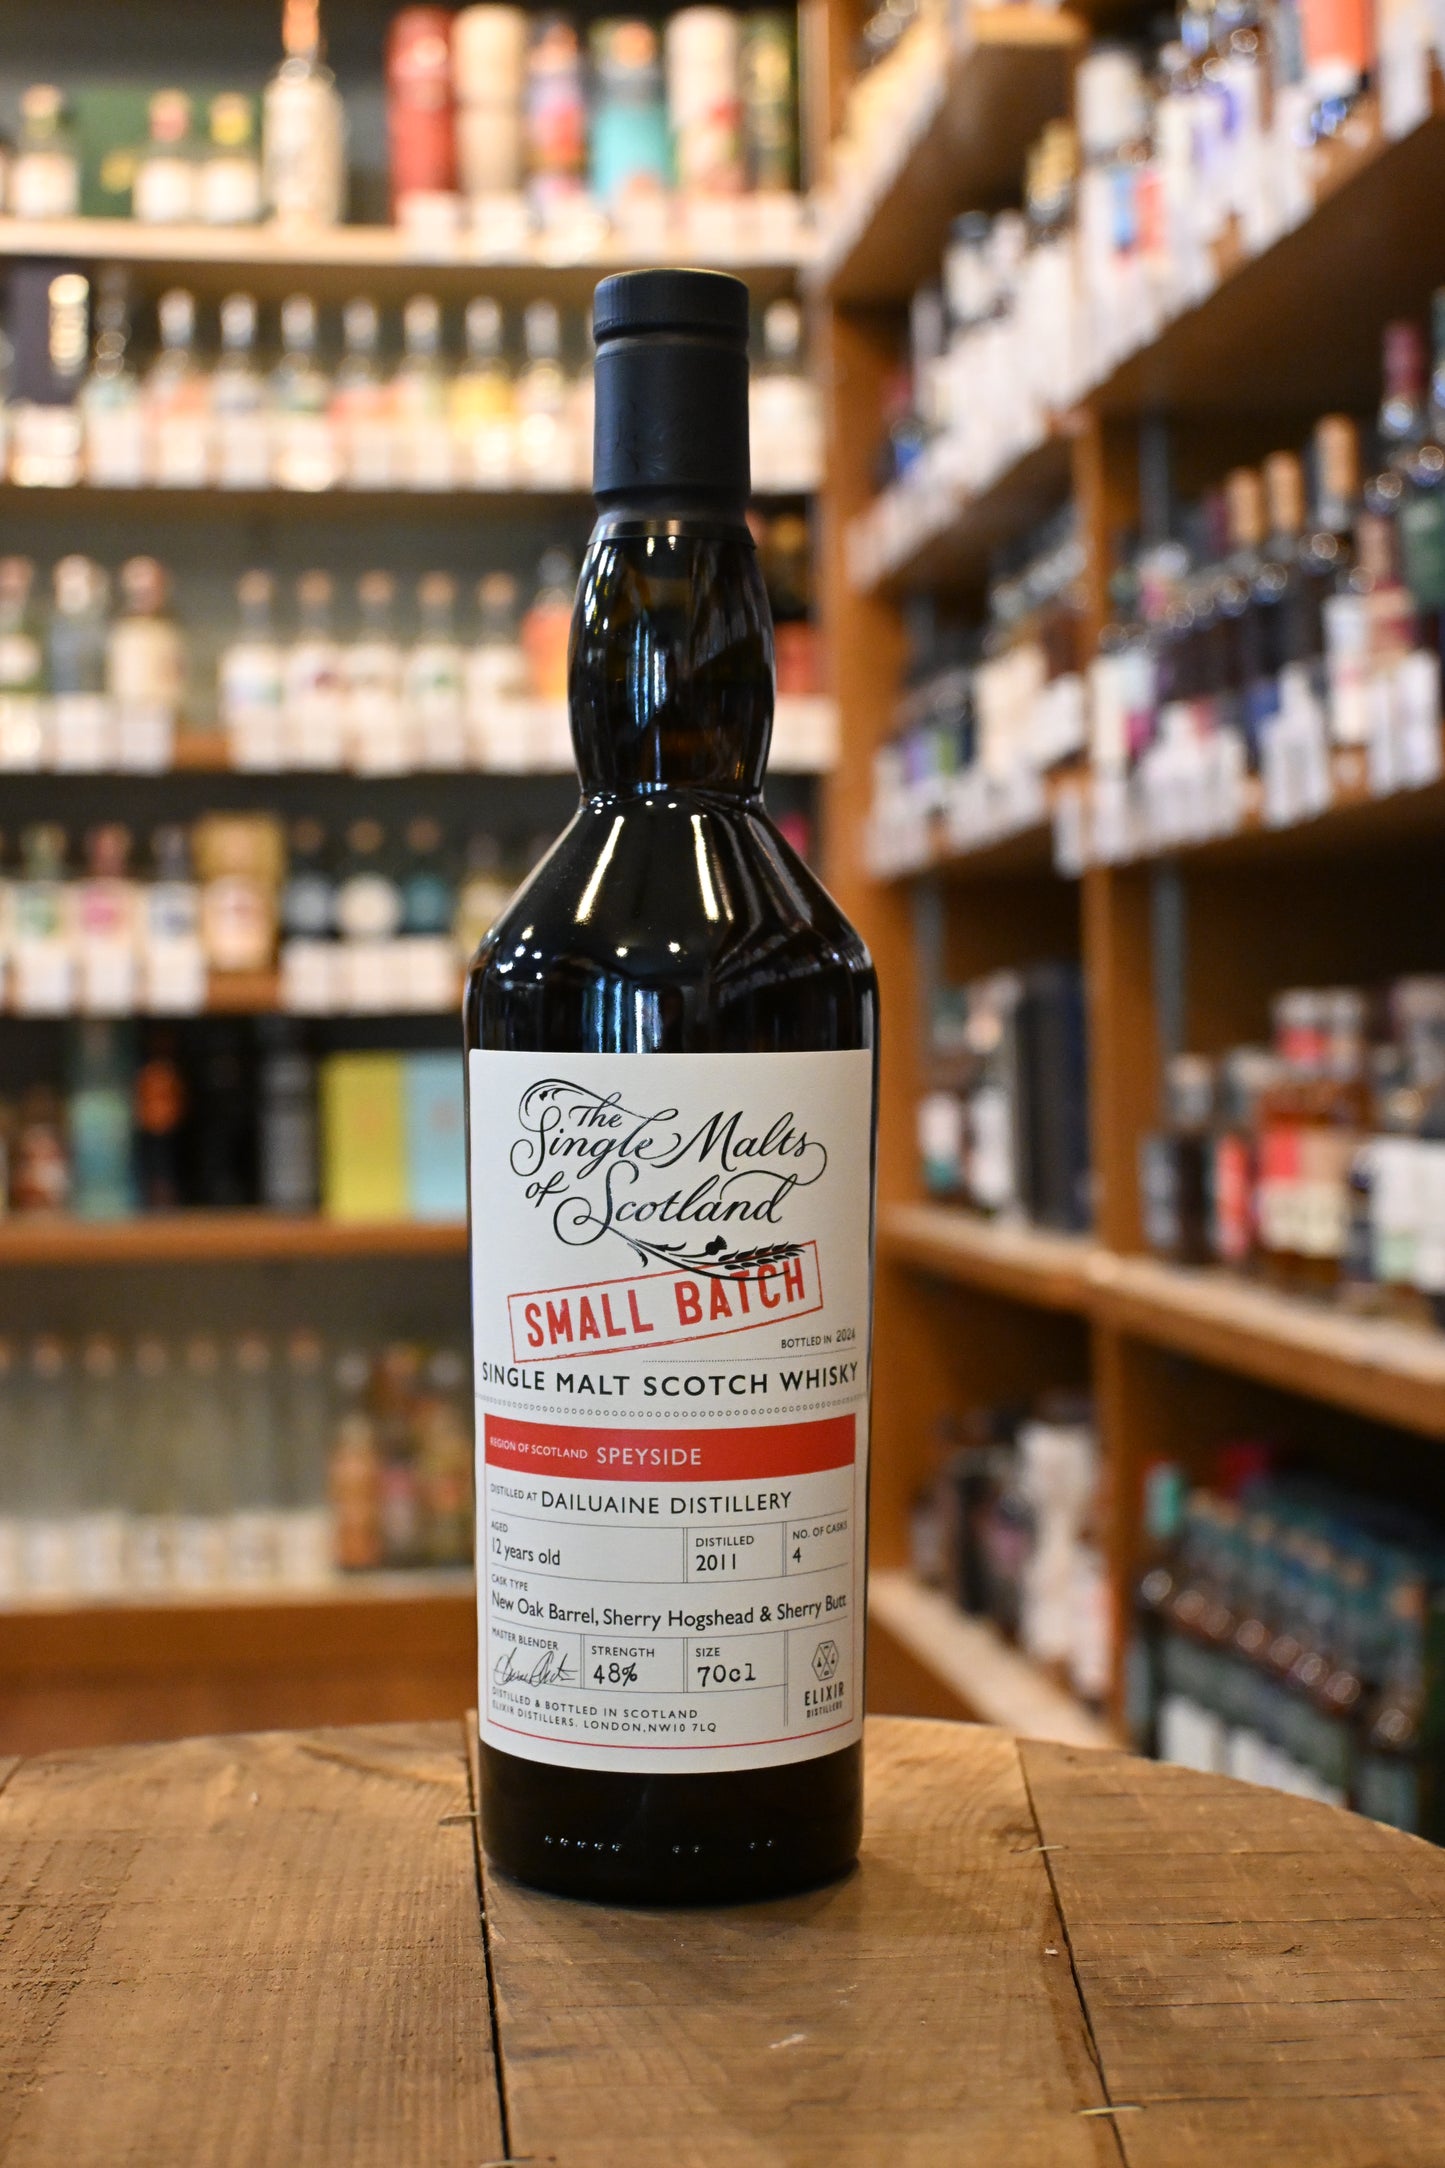 The
Single Malts
of Scotland
SMALL BATCH
BOTTLED IN 2024
SINGLE MALT SCOTCH WHISKY
REGION OF SCOTLAND SPEYSIDE
DISTILLED AT DAILUAINE DISTILLERY
AGED
12 years old
DISTILLED
2011
NO. OF CASKS
4
CASK TYPE
New Oak Barrel, Sherry Hogshead & Sherry Butt
MASTER BLENDER
STRENGTH
48%
SIZE
70cl
ELIXIR
DISTILLERS
DISTILLED & BOTTLED IN SCOTLAND
ELIXIR DISTILLERS. LONDON,NW10 7LQ